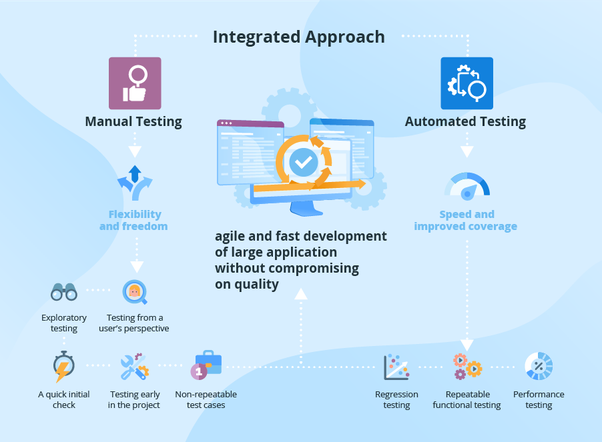 Integrated Approach
Manual Testing
Automated Testing
Flexibility
and freedom
Speed and
improved coverage
agile and fast development
of large application
without compromising
on quality
Exploratory
testing
Testing from a
user's perspective
A quick initial
check
Testing early
in the project
1
Non-repeatable
test cases
Regression
testing
Repeatable
functional testing
Performance
testing